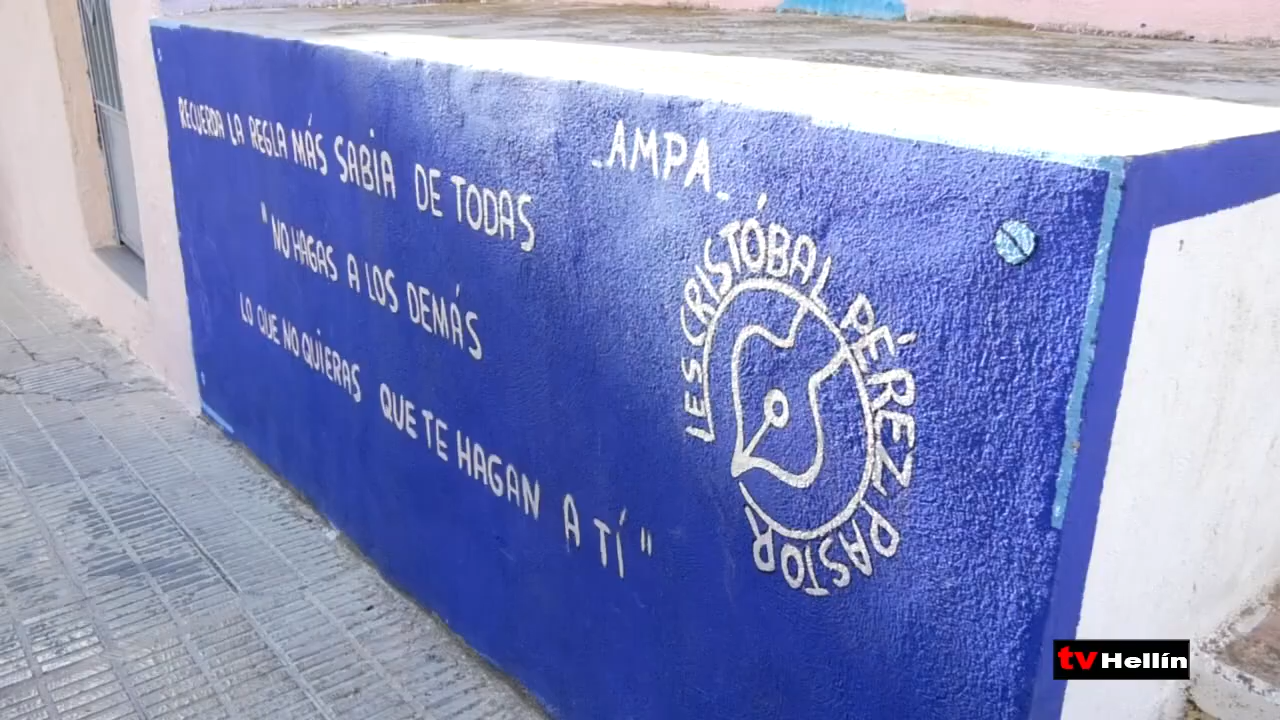 RECUERDA LA REGLA MÁS SABIA DE TODAS
"NO HAGAS A LOS DEMÁS
LO QUE NO QUIERAS QUE TE HAGAN A TÍ"
-AMPA-
IES CRISTÓBAL PÉREZ PASTOR
tvHellín